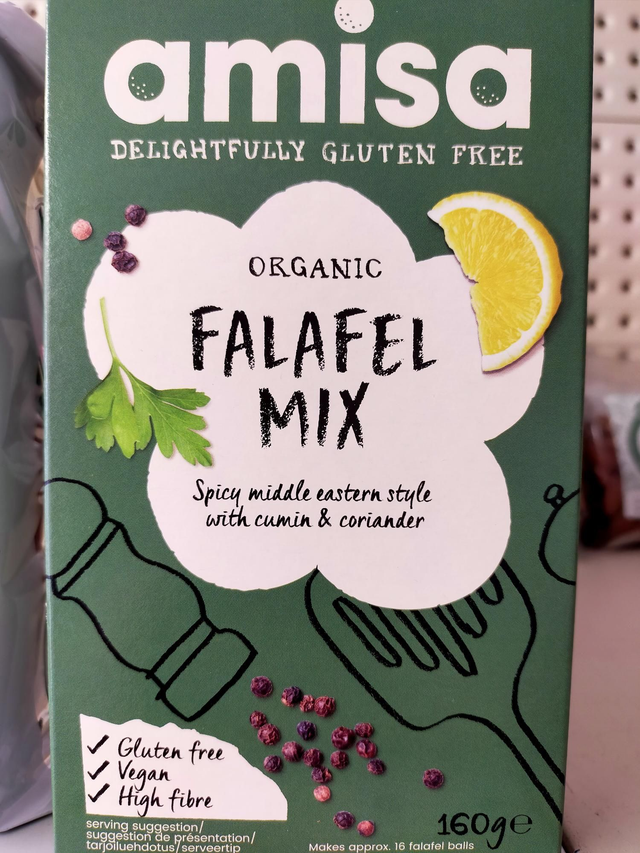 amisa
DELIGHTFULLY GLUTEN FREE
ORGANIC
FALAFEL
MIX
Spicy middle eastern style
with cumin & coriander
✓ Gluten free
✓ Vegan
✓ High fibre
serving suggestion/
suggestion de présentation/
tarjoiluehdotus/serveertip
Makes approx. 16 falafel balls
160g℮